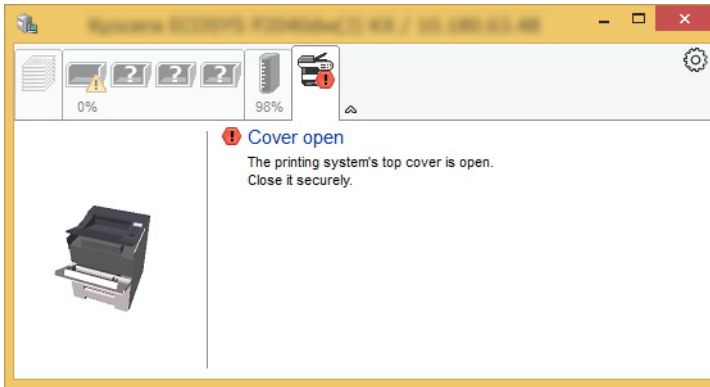 0%
98%
Cover open
The printing system's top cover is open.
Close it securely.